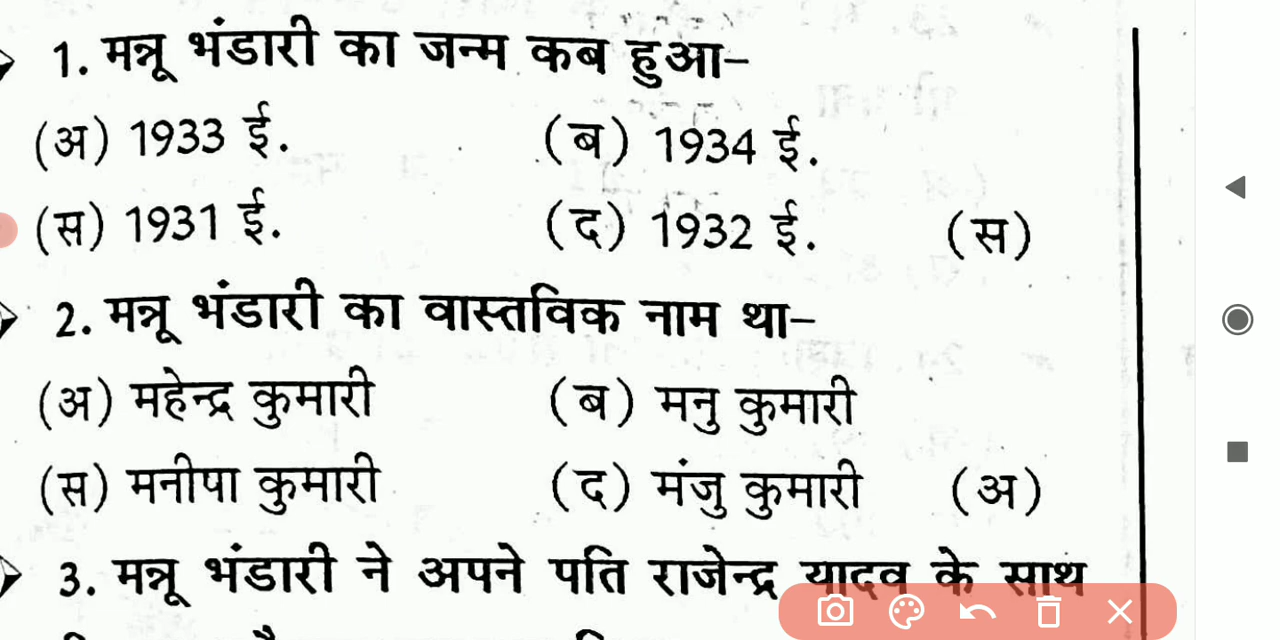 1. मन्नू भंडारी का जन्म कब हुआ-
(अ) 1933 ई. (ब) 1934 ई.
(स) 1931 ई. (द) 1932 ई. (स)
2. मन्नू भंडारी का वास्तविक नाम था-
(अ) महेन्द्र कुमारी (ब) मनु कुमारी
(स) मनीषा कुमारी (द) मंजु कुमारी (अ)
3. मन्नू भंडारी ने अपने पति राजेन्द्र यादव के साथ